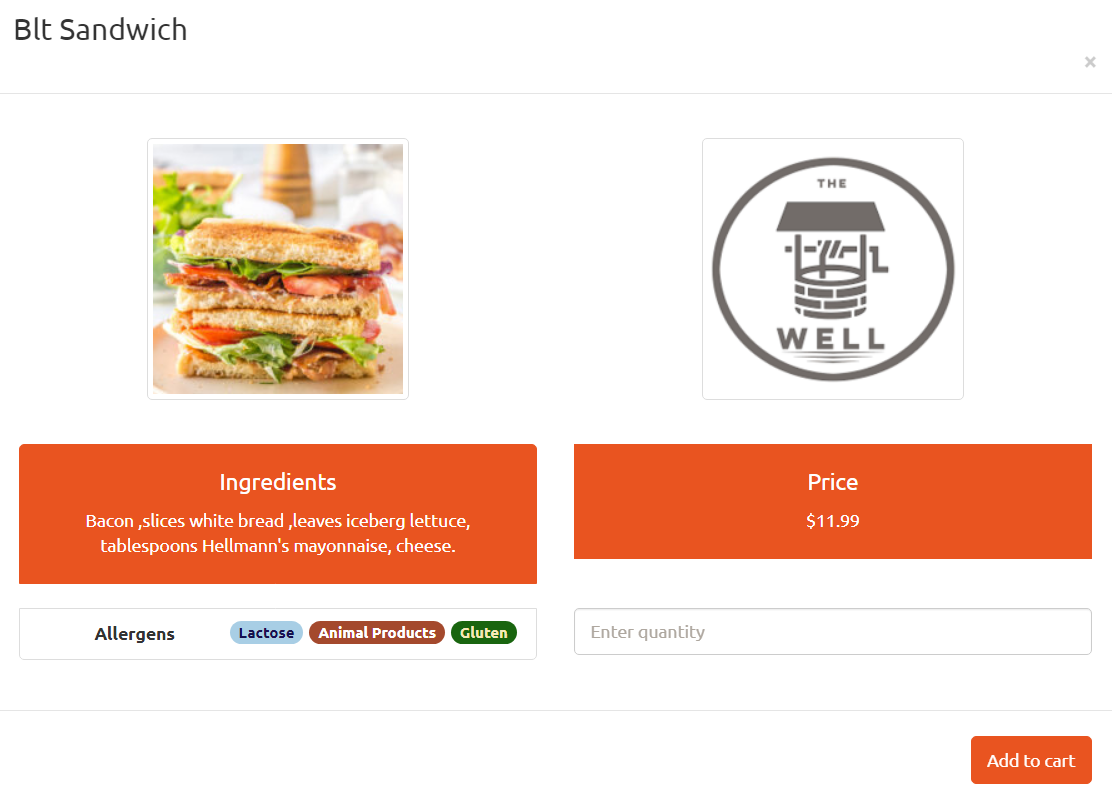 Blt Sandwich
×
THE
WELL
Ingredients
Bacon ,slices white bread ,leaves iceberg lettuce,
tablespoons Hellmann's mayonnaise, cheese.
Price
$11.99
Allergens Lactose Animal Products Gluten
Enter quantity
Add to cart